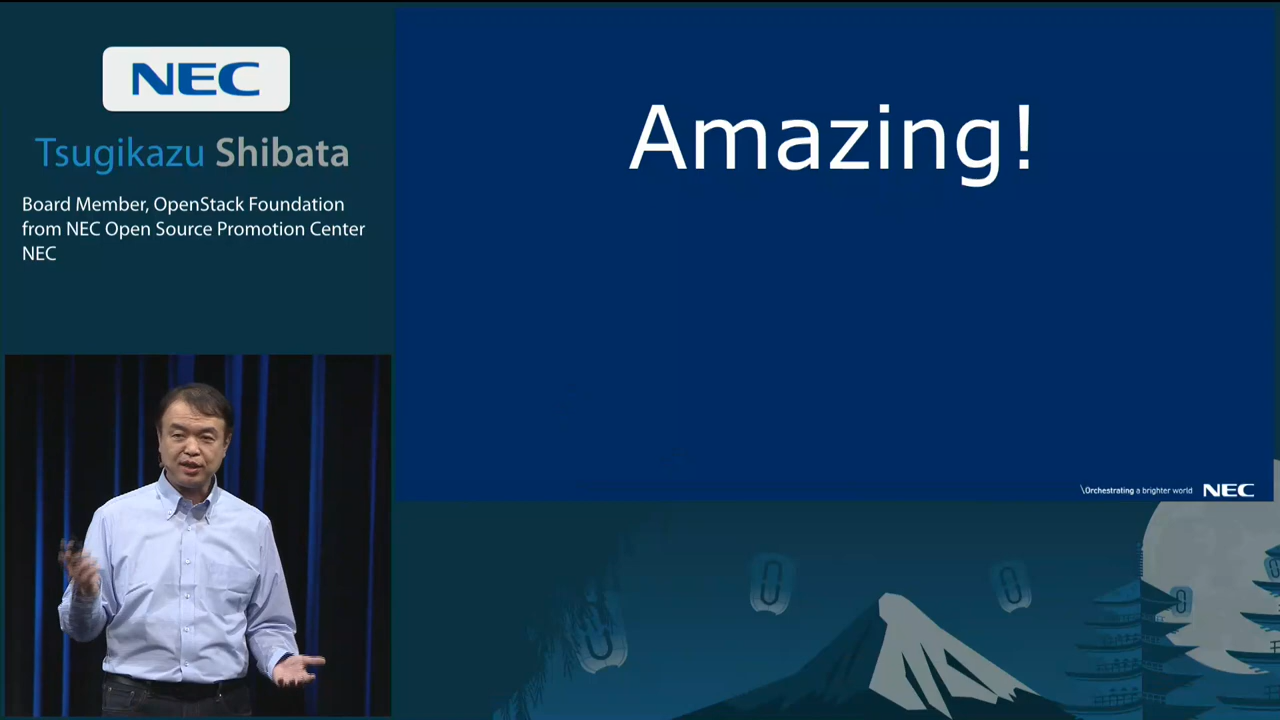 NEC
Tsugikazu Shibata
Board Member, OpenStack Foundation
from NEC Open Source Promotion Center
NEC
Amazing!
\Orchestrating a brighter world NEC